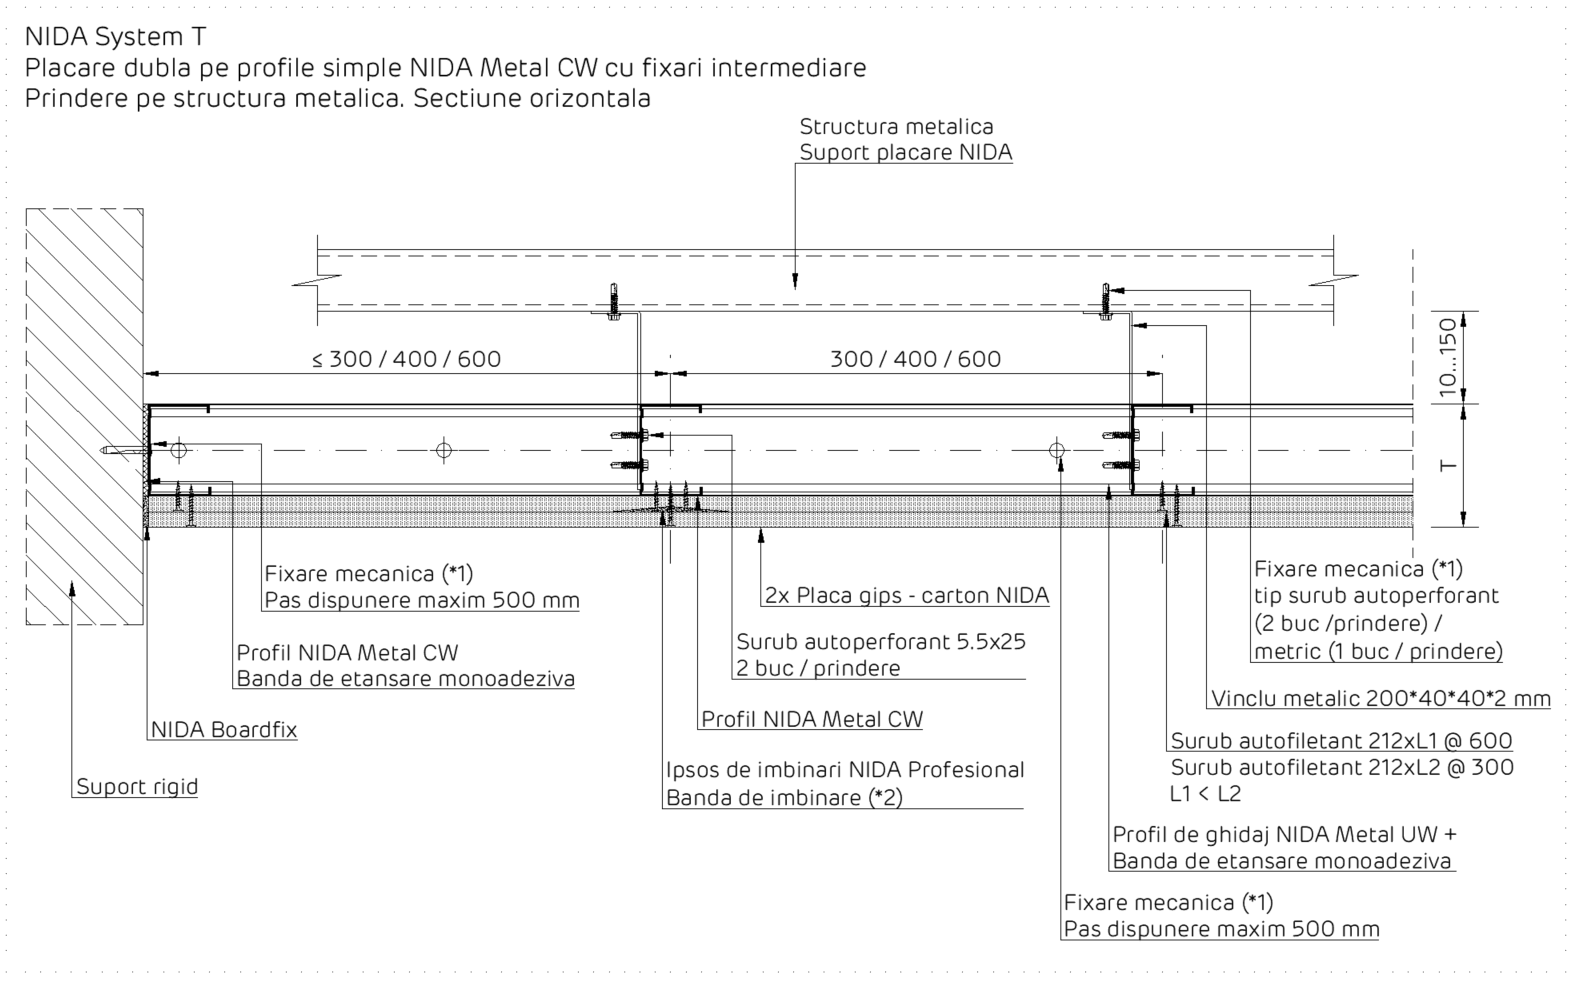 NIDA System T
Placare dubla pe profile simple NIDA Metal CW cu fixari intermediare
Prindere pe structura metalica. Sectiune orizontala
Structura metalica
Suport placare NIDA
≤ 300 / 400 / 600
300 / 400 / 600
10...150
T
Fixare mecanica (*1)
Pas dispunere maxim 500 mm
Profil NIDA Metal CW
Banda de etansare monoadeziva
NIDA Boardfix
Suport rigid
2x Placa gips - carton NIDA
Surub autoperforant 5.5x25
2 buc / prindere
Profil NIDA Metal CW
Ipsos de imbinari NIDA Profesional
Banda de imbinare (*2)
Fixare mecanica (*1)
tip surub autoperforant
(2 buc /prindere) /
metric (1 buc / prindere)
Vinclu metalic 200*40*40*2 mm
Surub autofiletant 212xL1 @ 600
Surub autofiletant 212xL2 @ 300
L1 < L2
Profil de ghidaj NIDA Metal UW +
Banda de etansare monoadeziva
Fixare mecanica (*1)
Pas dispunere maxim 500 mm